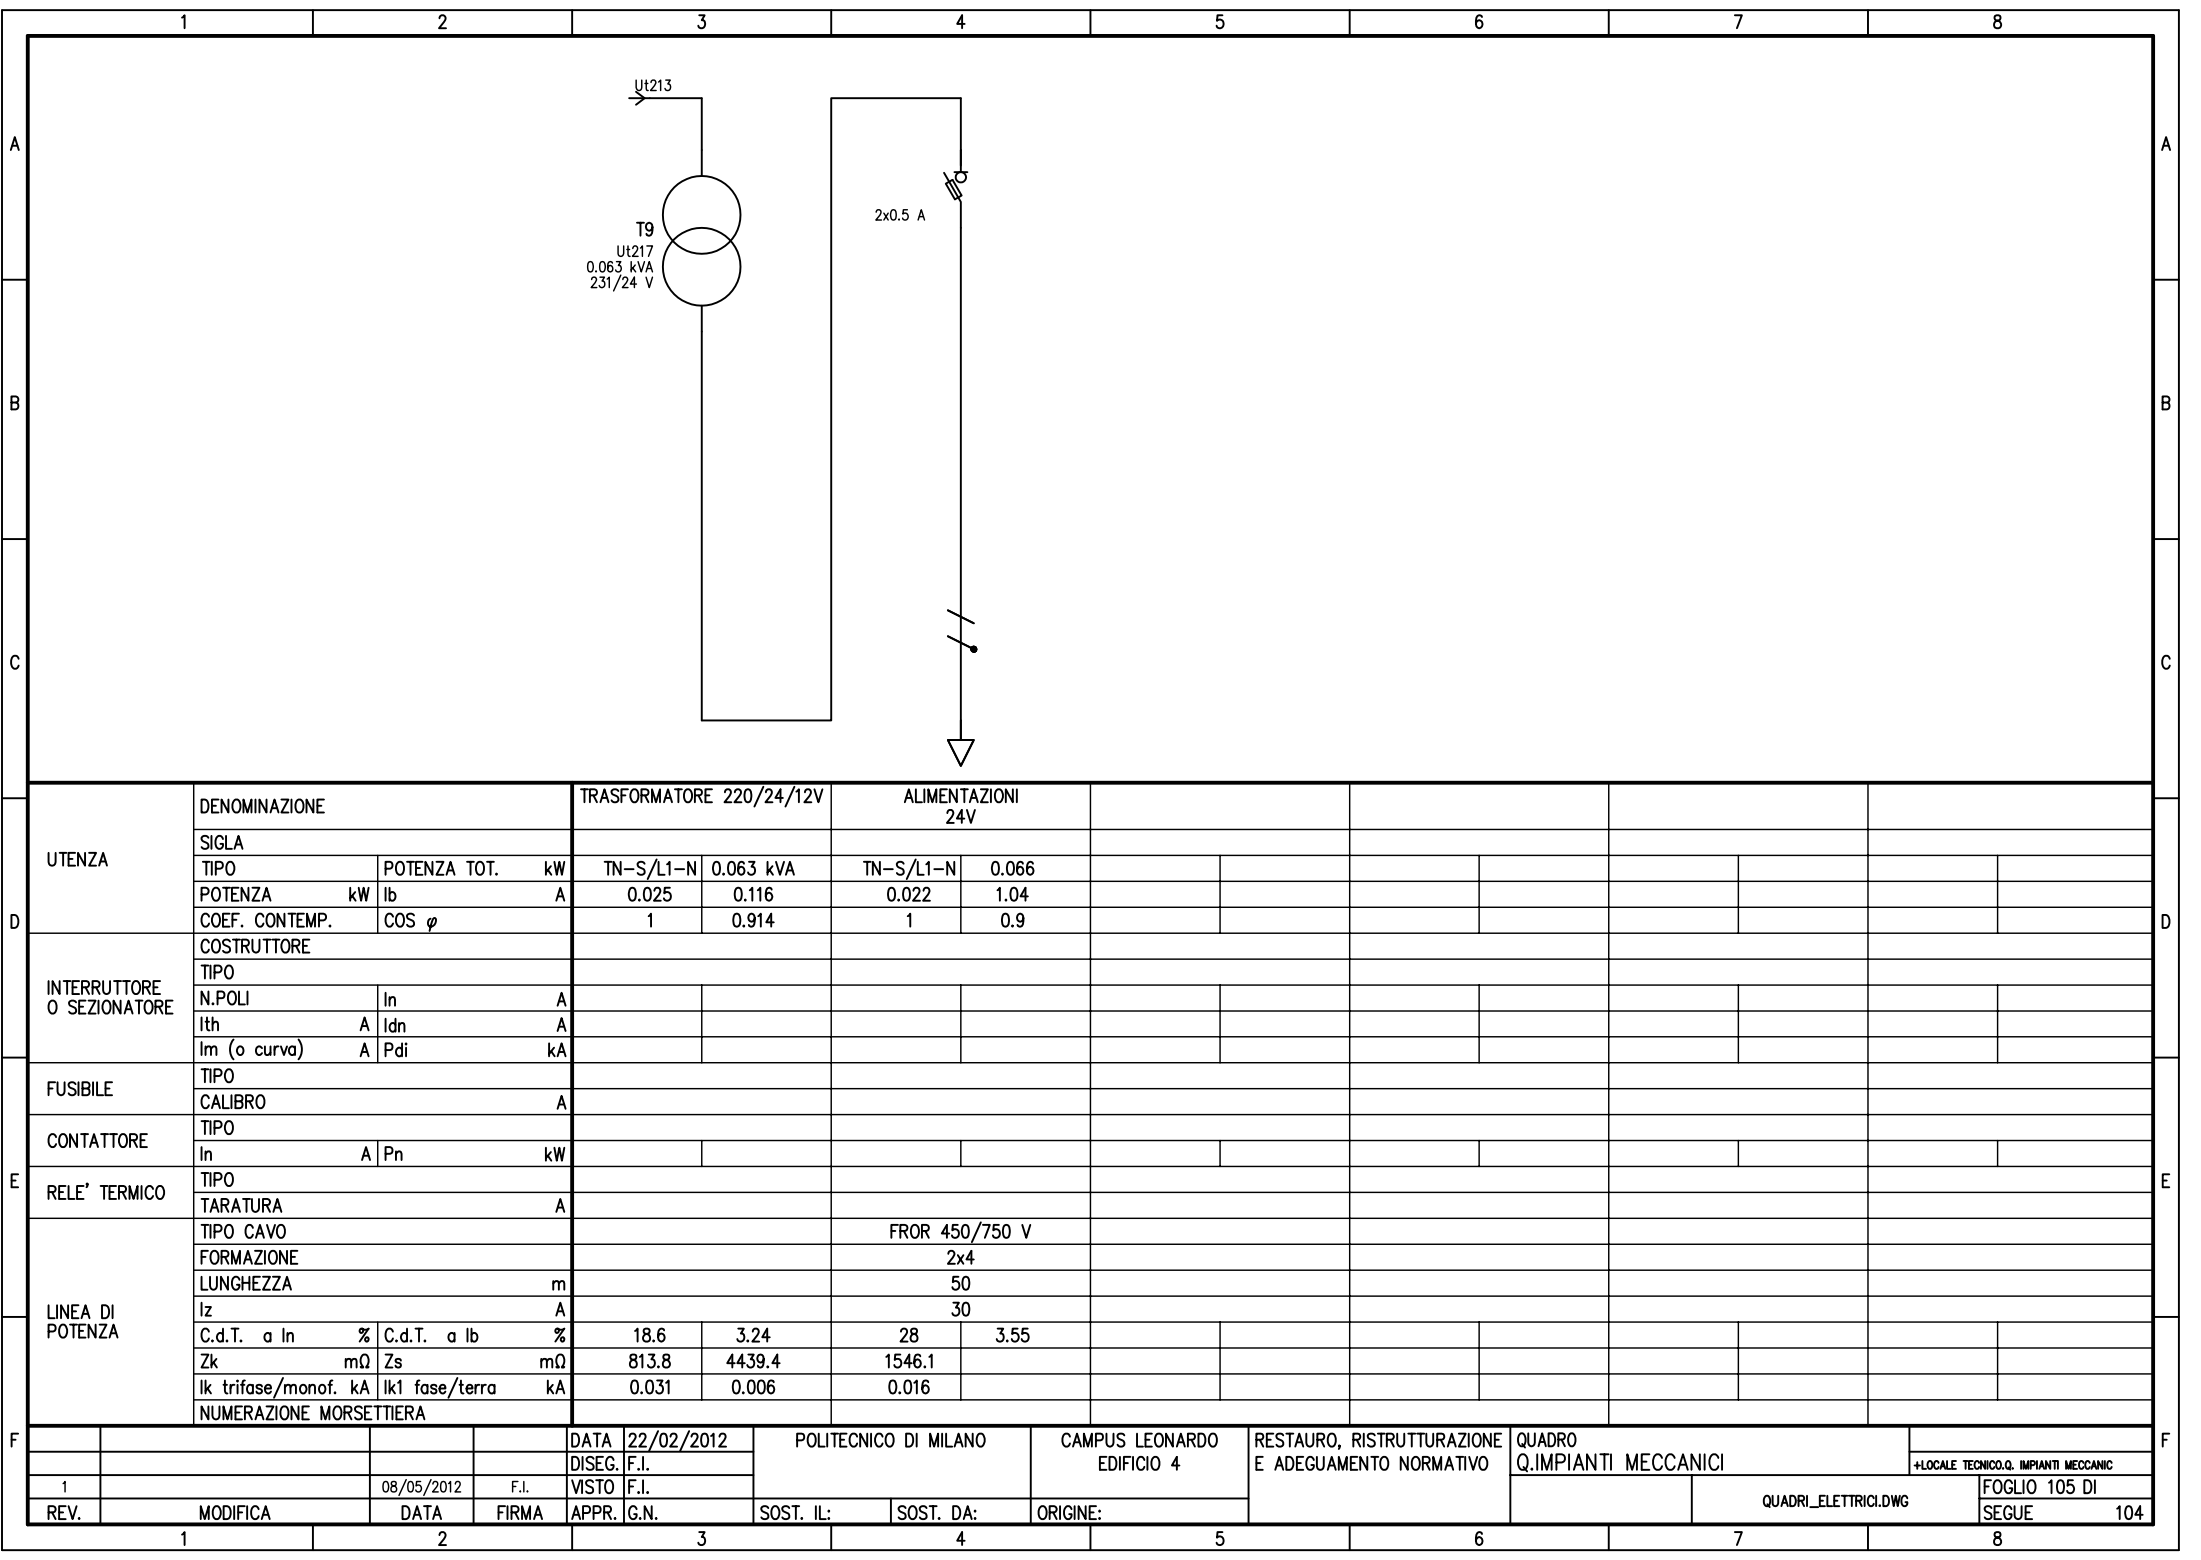 1 2 3 4 5 6 7 8
Ut213
A A
2x0.5 A
T9
Ut217
0.063 kVA
231/24 V
B B
C C
UTENZA
DENOMINAZIONE TRASFORMATORE 220/24/12V ALIMENTAZIONI
24V
SIGLA
TIPO POTENZA TOT. kW TN-S/L1-N 0.063 kVA TN-S/L1-N 0.066
POTENZA kW Ib A 0.025 0.116 0.022 1.04
COEF. CONTEMP. COS φ 1 0.914 1 0.9
D D
INTERRUTTORE
O SEZIONATORE
COSTRUTTORE
TIPO
N.POLI In A
Ith A Idn A
Im (o curva) A Pdi kA
FUSIBILE
TIPO
CALIBRO A
CONTATTORE
TIPO
In A Pn kW
E E
RELE' TERMICO
TIPO
TARATURA A
LINEA DI
POTENZA
TIPO CAVO FROR 450/750 V
FORMAZIONE 2x4
LUNGHEZZA m 50
Iz A 30
C.d.T. a In % C.d.T. a Ib % 18.6 3.24 28 3.55
Zk mΩ Zs mΩ 813.8 4439.4 1546.1
Ik trifase/monof. kA Ik1 fase/terra kA 0.031 0.006 0.016
NUMERAZIONE MORSETTIERA
F F
DATA 22/02/2012
DISEG. F.I.
1 08/05/2012 F.I. VISTO F.I.
REV. MODIFICA DATA FIRMA APPR. G.N.
POLITECNICO DI MILANO
SOST. IL: SOST. DA:
CAMPUS LEONARDO
EDIFICIO 4
ORIGINE:
RESTAURO, RISTRUTTURAZIONE
E ADEGUAMENTO NORMATIVO
QUADRO
Q.IMPIANTI MECCANICI
+LOCALE TECNICO.Q. IMPIANTI MECCANIC
QUADRI_ELETTRICI.DWG
FOGLIO 105 DI
SEGUE 104
1 2 3 4 5 6 7 8